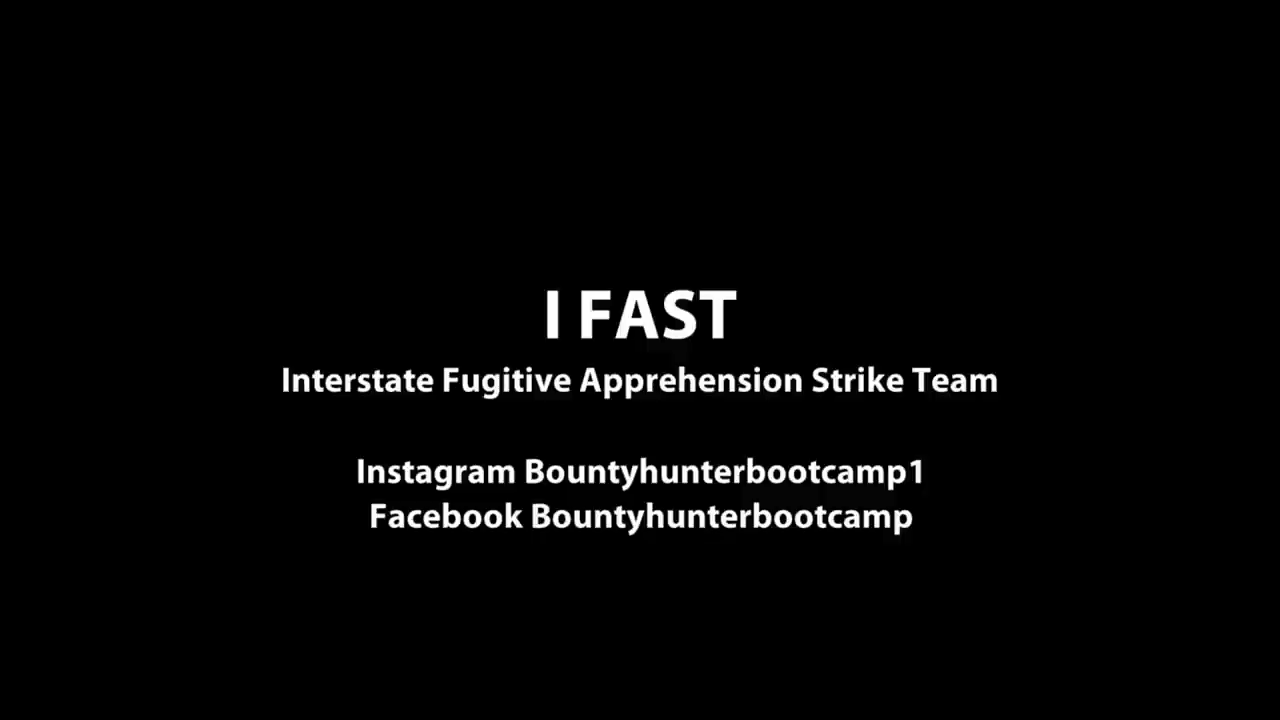 I FAST
Interstate Fugitive Apprehension Strike Team
Instagram Bountyhunterbootcamp1
Facebook Bountyhunterbootcamp